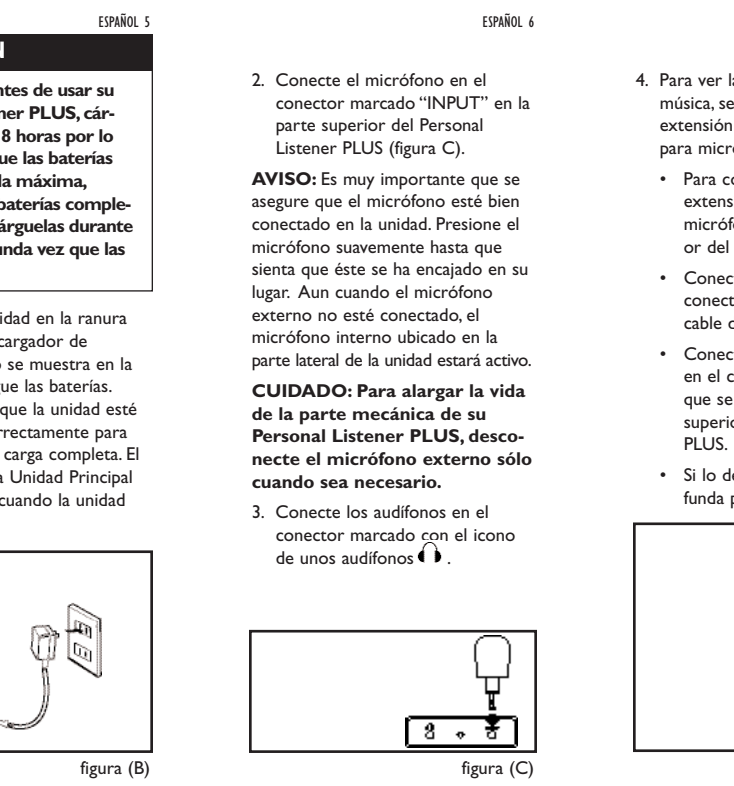 ESPAÑOL 5
N
ntes de usar su
ner PLUS, cár-
8 horas por lo
ue las baterías
la máxima,
baterías comple-
árguelas durante
unda vez que las
idad en la ranura
cargador de
o se muestra en la
gue las baterías.
que la unidad esté
rrectamente para
carga completa. El
a Unidad Principal
cuando la unidad
figura (B)
ESPAÑOL 6
2. Conecte el micrófono en el
conector marcado “INPUT” en la
parte superior del Personal
Listener PLUS (figura C).
AVISO: Es muy importante que se
asegure que el micrófono esté bien
conectado en la unidad. Presione el
micrófono suavemente hasta que
sienta que éste se ha encajado en su
lugar. Aun cuando el micrófono
externo no esté conectado, el
micrófono interno ubicado en la
parte lateral de la unidad estará activo.
CUIDADO: Para alargar la vida
de la parte mecánica de su
Personal Listener PLUS, desco-
necte el micrófono externo sólo
cuando sea necesario.
3. Conecte los audífonos en el
conector marcado con el icono
de unos audífonos .
figura (C)
4. Para ver la
música, se
extensión
para micro
• Para co
extens
micrófo
or del
• Conec
conect
cable d
• Conec
en el c
que se
superio
PLUS.
• Si lo de
funda p